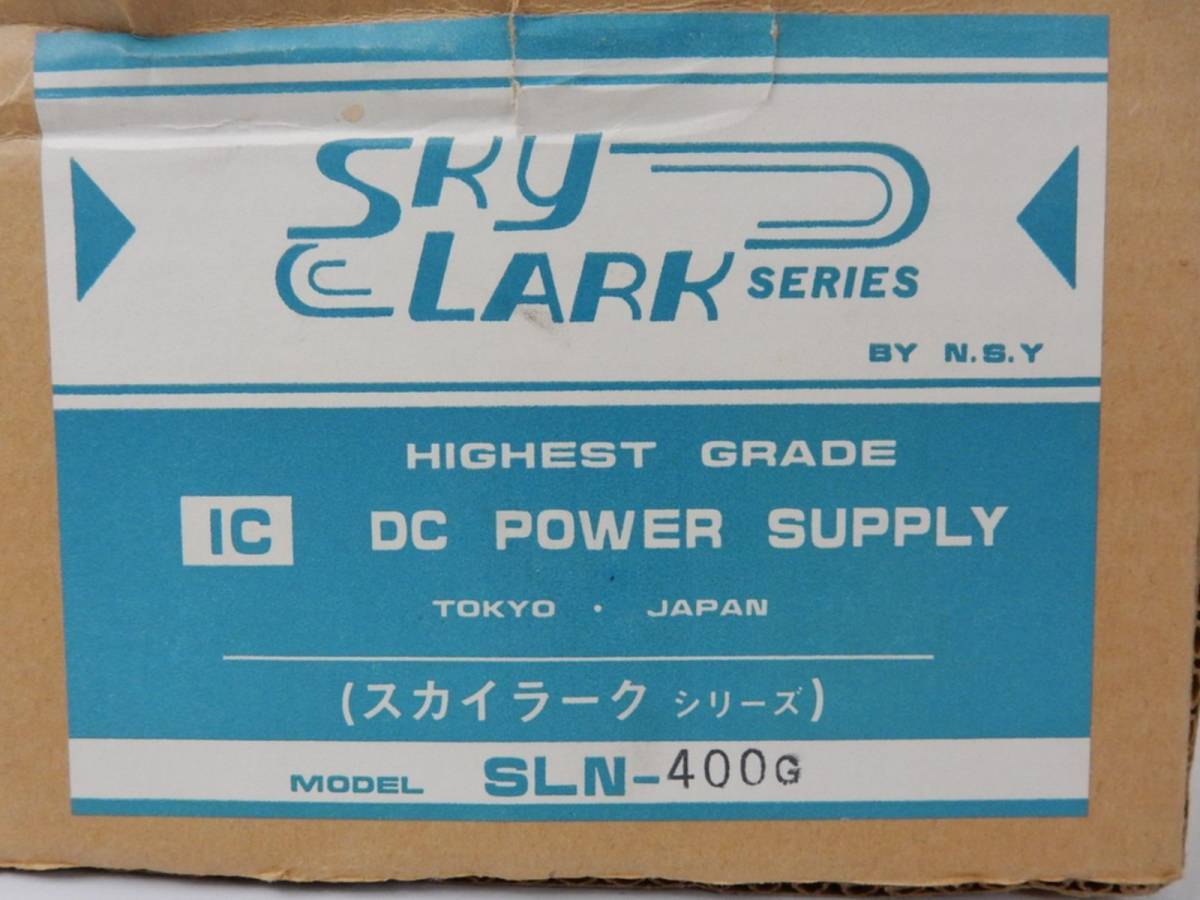 SKY
LARK SERIES
BY N.S.Y
HIGHEST GRADE
IC DC POWER SUPPLY
TOKYO · JAPAN
(スカイラーク シリーズ)
MODEL SLN-400G